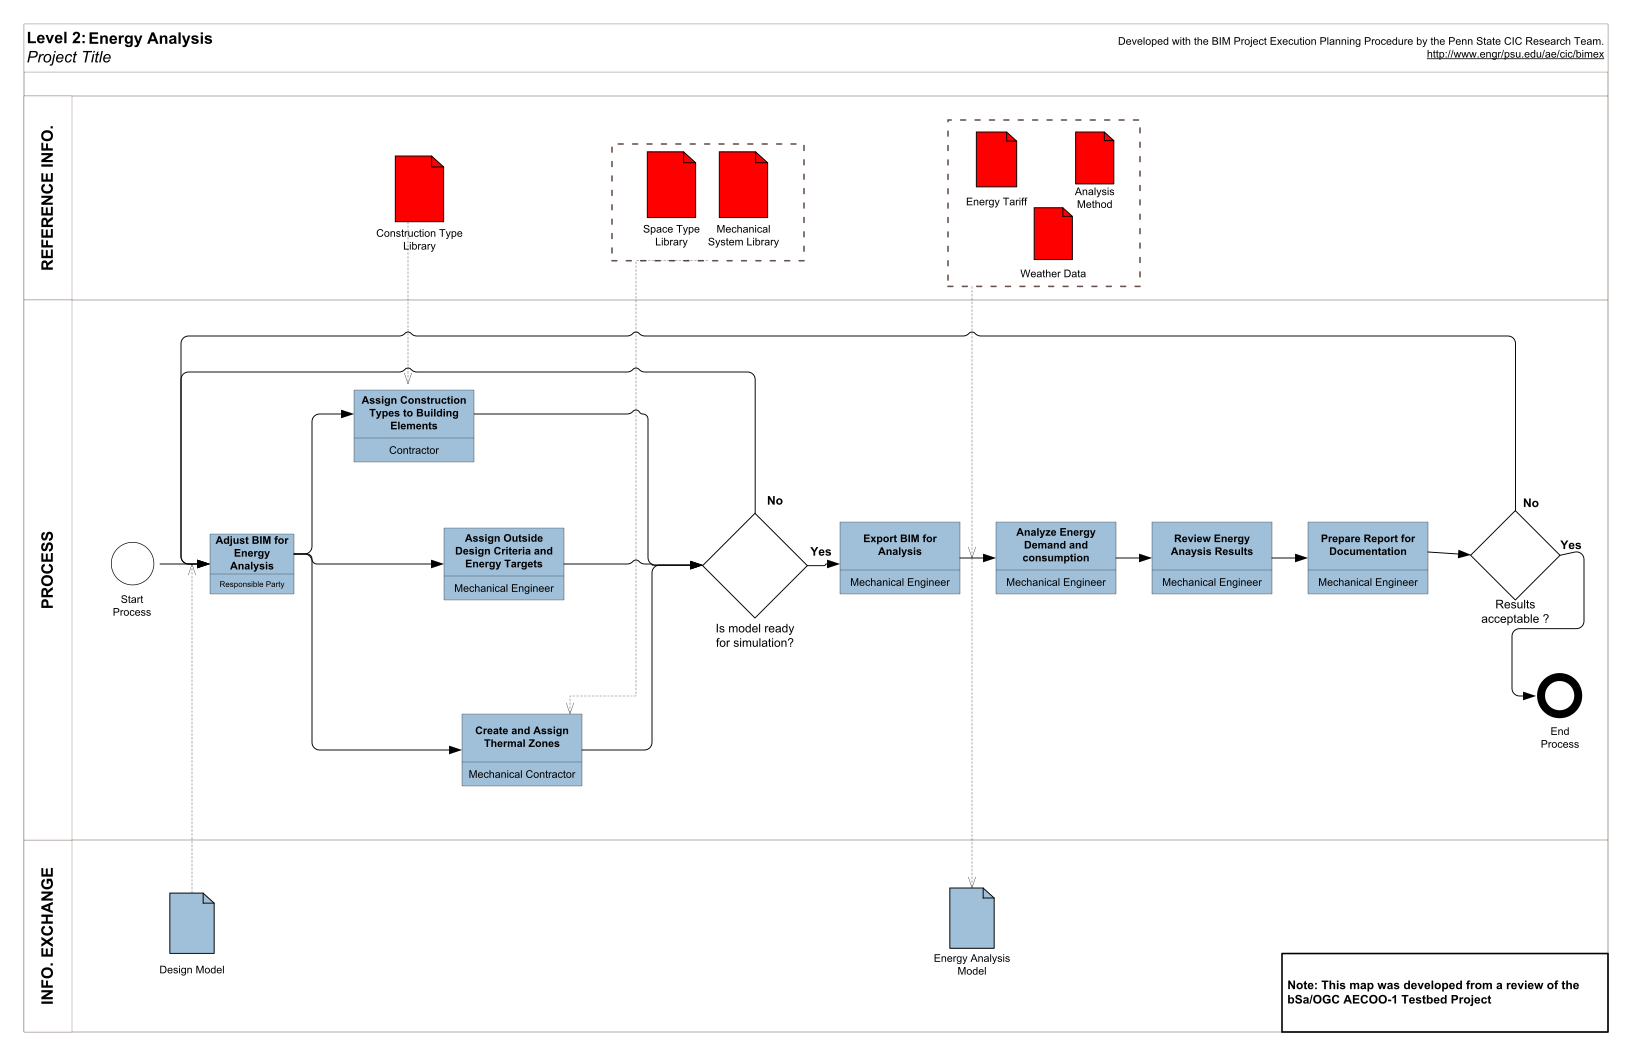 Level 2: Energy Analysis
Project Title
Developed with the BIM Project Execution Planning Procedure by the Penn State CIC Research Team.
http://www.engr/psu.edu/ae/cic/bimex
REFERENCE INFO.
Construction Type
Library
Space Type
Library
Mechanical
System Library
Energy Tariff
Analysis
Method
Weather Data
PROCESS
Start
Process
Adjust BIM for
Energy
Analysis
Responsible Party
Assign Construction
Types to Building
Elements
Contractor
Assign Outside
Design Criteria and
Energy Targets
Mechanical Engineer
Create and Assign
Thermal Zones
Mechanical Contractor
No
Yes
Is model ready
for simulation?
Export BIM for
Analysis
Mechanical Engineer
Analyze Energy
Demand and
consumption
Mechanical Engineer
Review Energy
Anaysis Results
Mechanical Engineer
Prepare Report for
Documentation
Mechanical Engineer
No
Yes
Results
acceptable ?
End
Process
INFO. EXCHANGE
Design Model
Energy Analysis
Model
Note: This map was developed from a review of the
bSa/OGC AECOO-1 Testbed Project